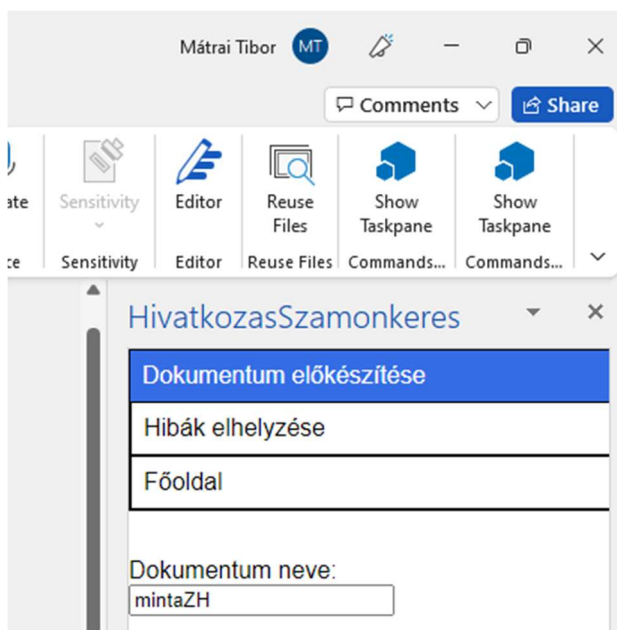 Mátrai Tibor MT
Comments Share
ate Sensitivity Editor Reuse Files Show Taskpane Show Taskpane
ce Sensitivity Editor Reuse Files Commands... Commands...
HivatkozasSzamonkeres
Dokumentum előkészítése
Hibák elhelyzése
Főoldal
Dokumentum neve:
mintaZH